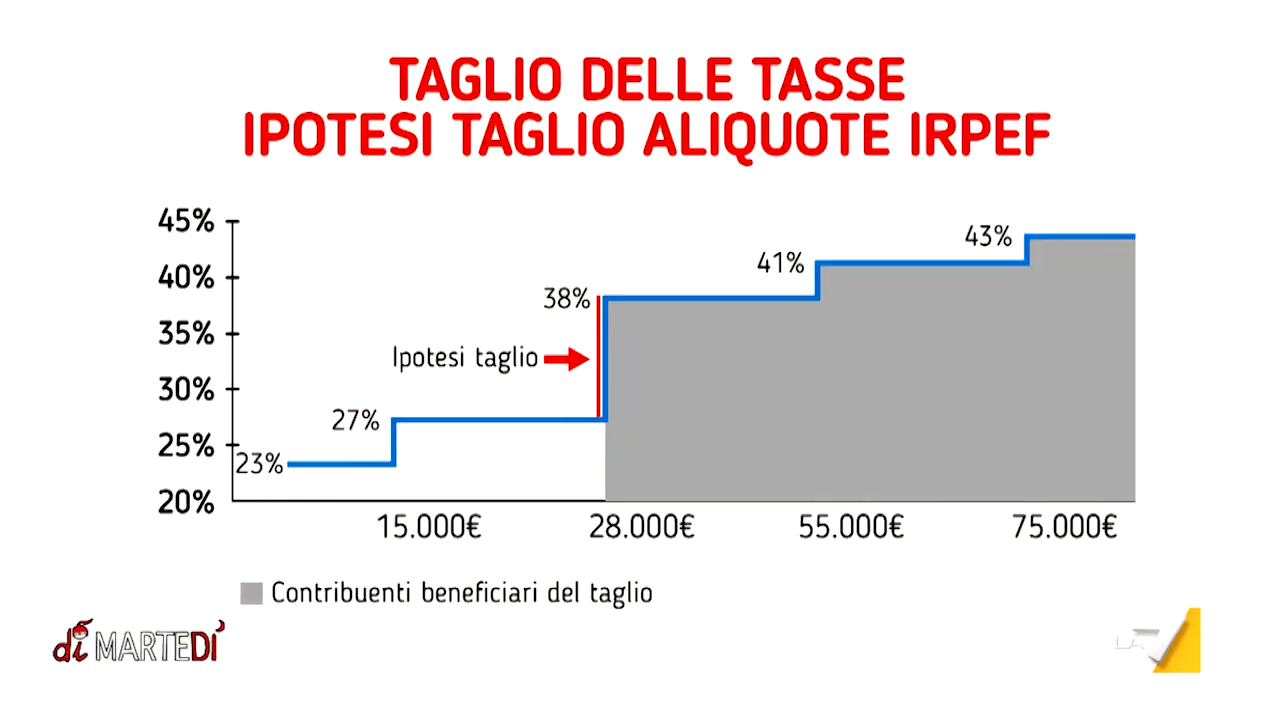 TAGLIO DELLE TASSE
IPOTESI TAGLIO ALIQUOTE IRPEF
45%
40%
35%
30%
25%
20%
23%
27%
38%
41%
43%
Ipotesi taglio
15.000€
28.000€
55.000€
75.000€
Contribuenti beneficiari del taglio
di MARTEDÌ
LA7